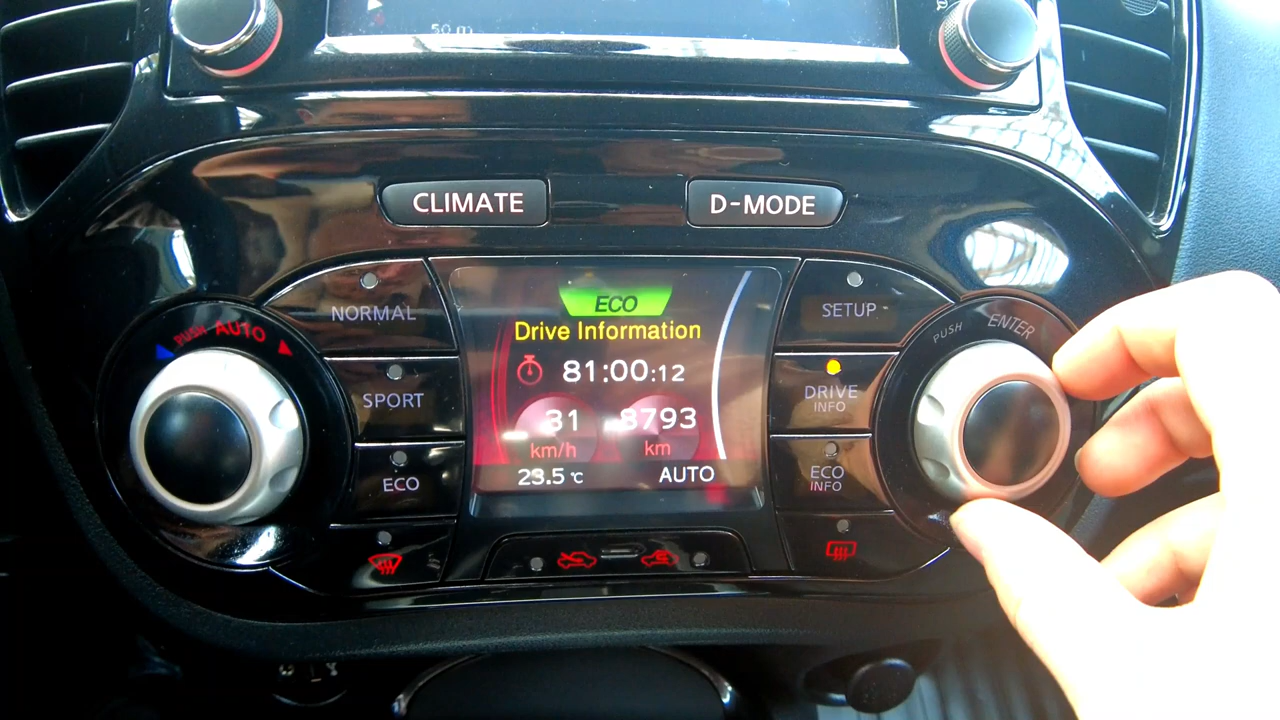 50 m
CLIMATE
D-MODE
NORMAL
SPORT
ECO
PUSH AUTO
ECO
Drive Information
81:00:12
31
km/h
8793
km
23.5 °C
AUTO
SETUP
DRIVE
INFO
ECO
INFO
PUSH ENTER